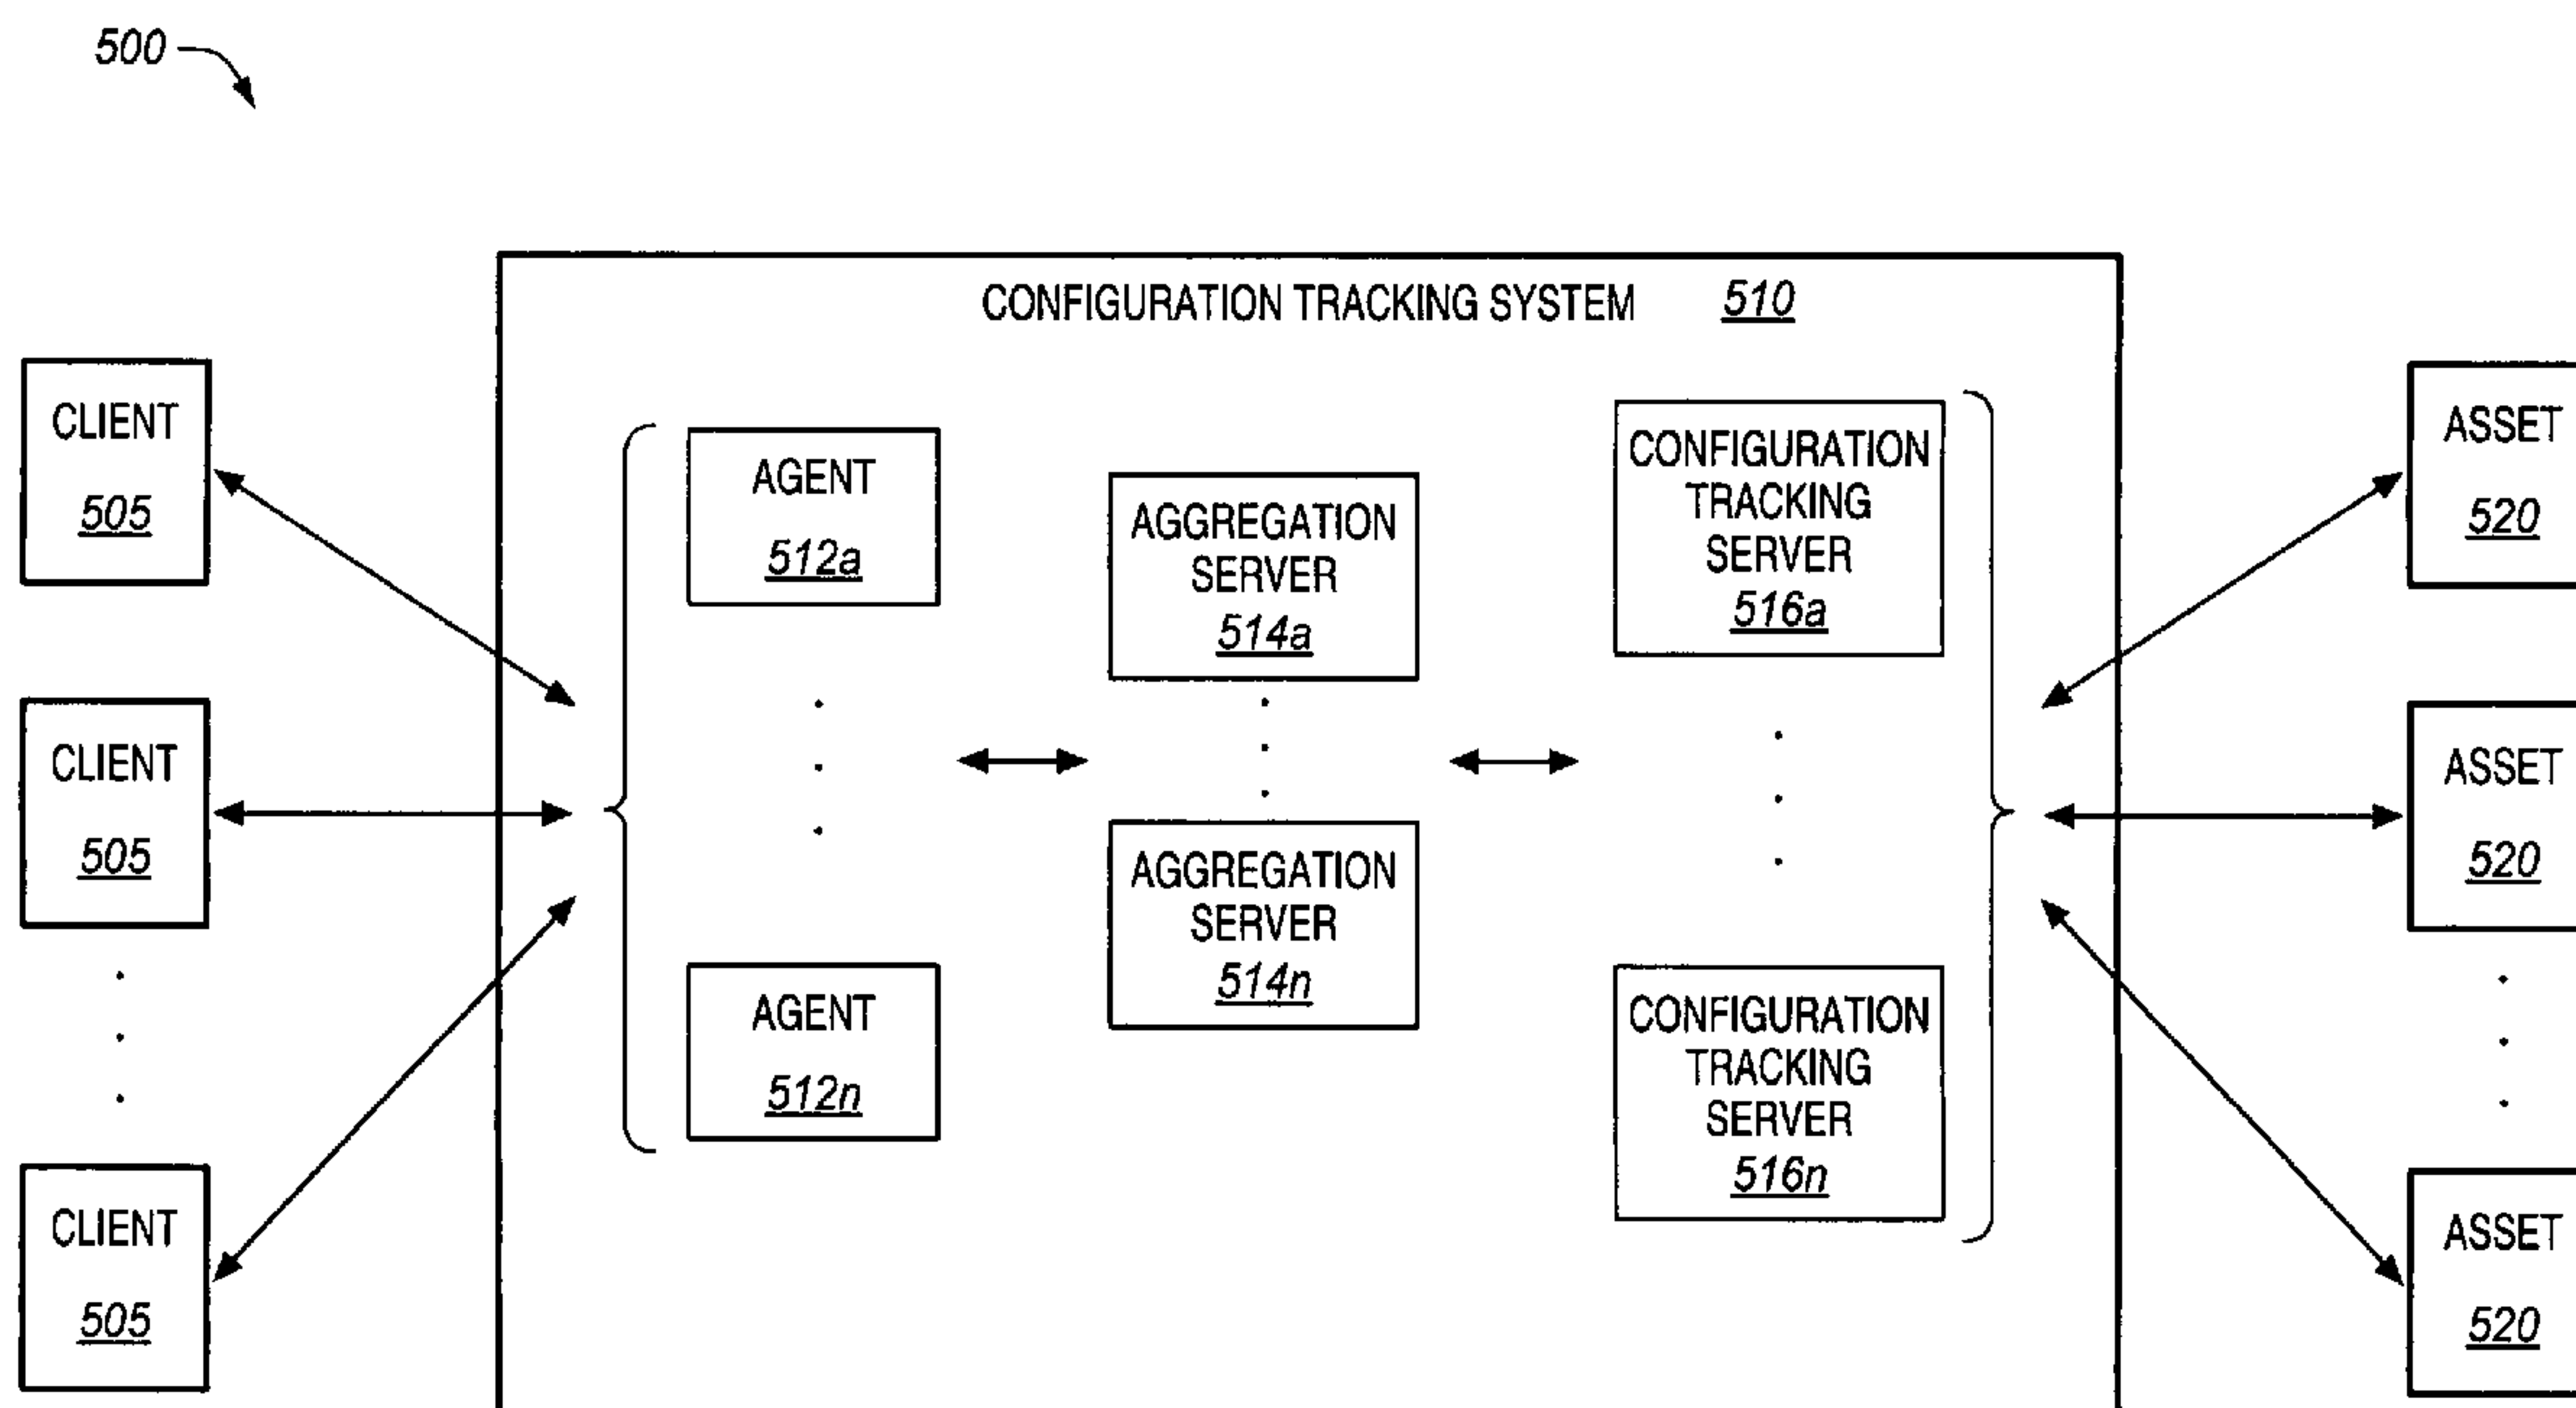 500
CONFIGURATION TRACKING SYSTEM 510
CLIENT
505
CLIENT
505
CLIENT
505
AGENT
512a
AGENT
512n
AGGREGATION
SERVER
514a
AGGREGATION
SERVER
514n
CONFIGURATION
TRACKING
SERVER
516a
CONFIGURATION
TRACKING
SERVER
516n
ASSET
520
ASSET
520
ASSET
520